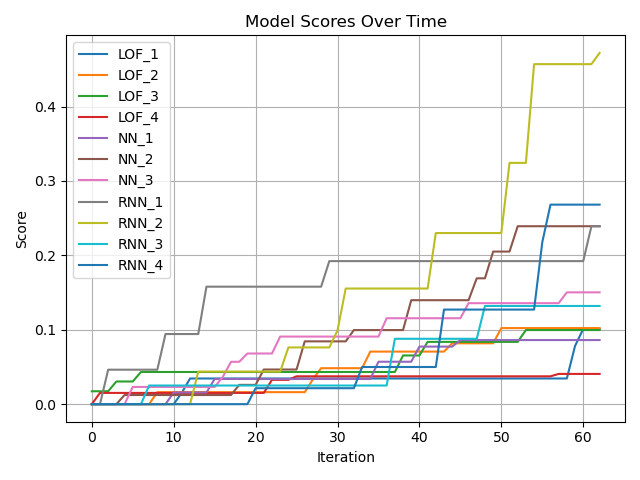 Model Scores Over Time
LOF_1
LOF_2
LOF_3
LOF_4
NN_1
NN_2
NN_3
RNN_1
RNN_2
RNN_3
RNN_4
Score
0.4
0.3
0.2
0.1
0.0
0 10 20 30 40 50 60
Iteration